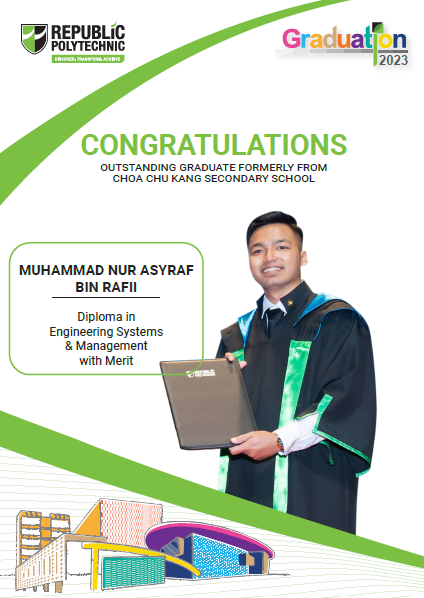 REPUBLIC
POLYTECHNIC
DISCOVER. TRANSFORM. ACHIEVE
Graduation
2023
CONGRATULATIONS
OUTSTANDING GRADUATE FORMERLY FROM
CHOA CHU KANG SECONDARY SCHOOL
MUHAMMAD NUR ASYRAF
BIN RAFII
Diploma in
Engineering Systems
& Management
with Merit
REPUBLIC
POLYTECHNIC